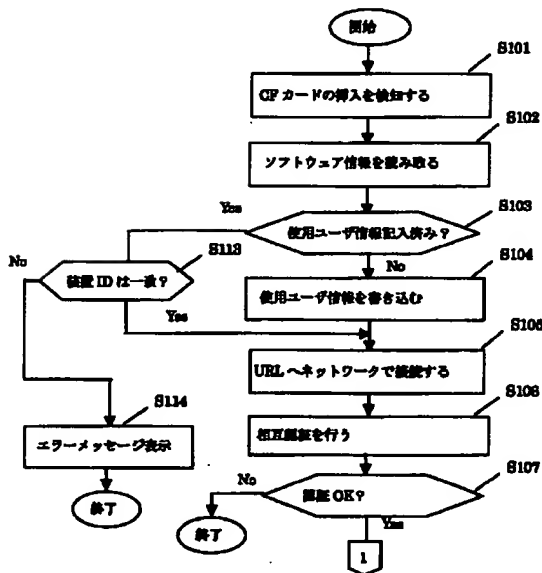 開始
S101
CFカードの挿入を検知する
S102
ソフトウェア情報を読み取る
S103
Yes
使用ユーザ情報記入済み？
S113
No
装置IDは一致？
S104
No
使用ユーザ情報を書き込む
Yes
S105
URLへネットワークで接続する
S114
S106
エラーメッセージ表示
相互認証を行う
S107
No
認証OK？
終了
終了
Yes
1